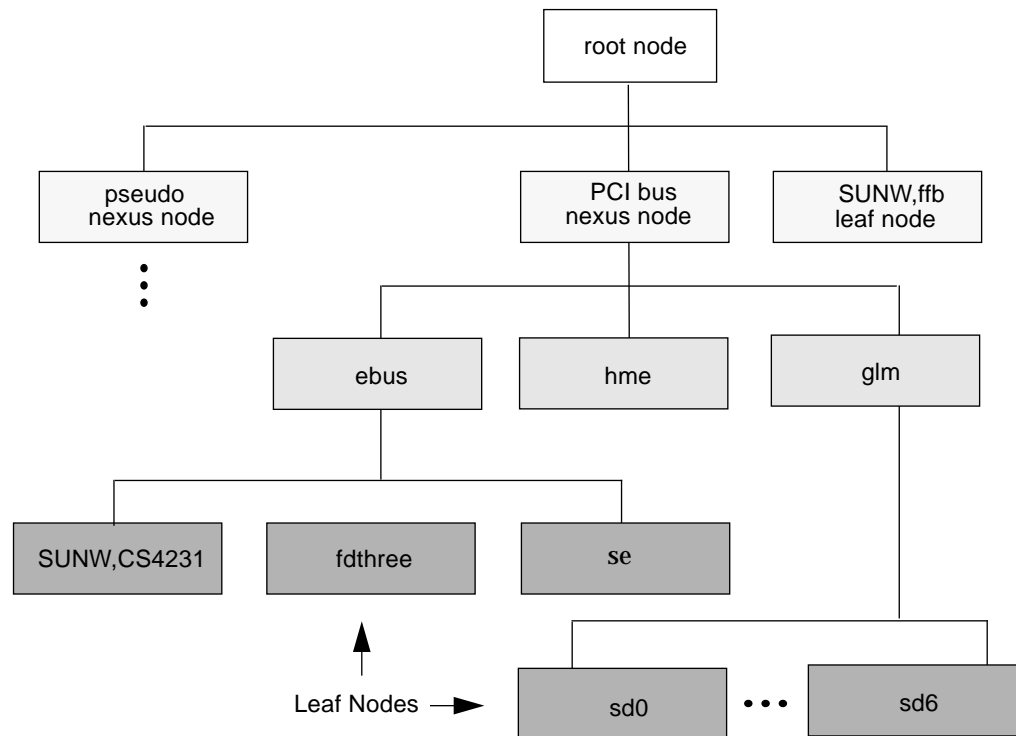 root node
pseudo
nexus node
PCI bus
nexus node
SUNW,ffb
leaf node
ebus
hme
glm
SUNW,CS4231
fdthree
se
Leaf Nodes
sd0
sd6